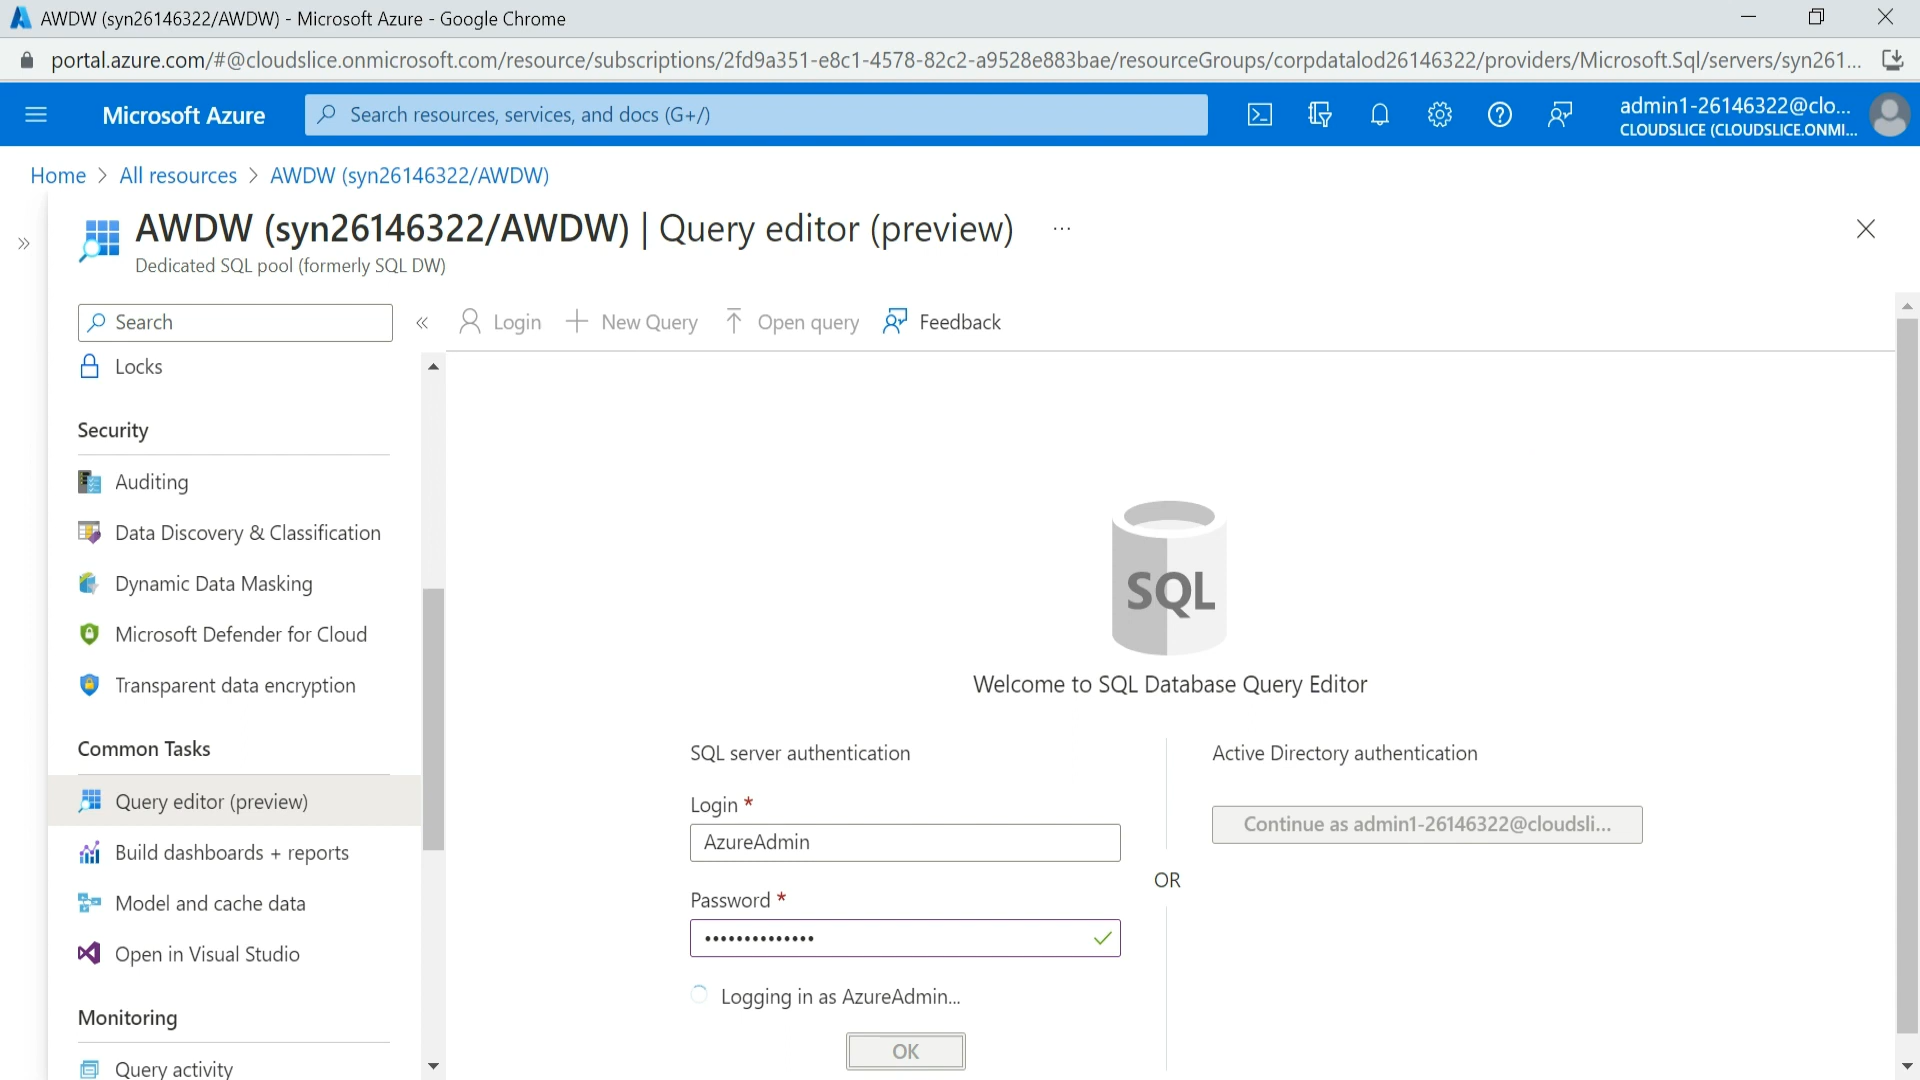 AWDW (syn26146322/AWDW) - Microsoft Azure - Google Chrome
portal.azure.com/#@cloudslice.onmicrosoft.com/resource/subscriptions/2fd9a351-e8c1-4578-82c2-a9528e883bae/resourceGroups/corpdatalod26146322/providers/Microsoft.Sql/servers/syn261...
Microsoft Azure
Search resources, services, and docs (G+/)
admin1-26146322@clo...
CLOUDSLICE (CLOUDSLICE.ONMI...
Home > All resources > AWDW (syn26146322/AWDW)
AWDW (syn26146322/AWDW) | Query editor (preview) ...
Dedicated SQL pool (formerly SQL DW)
Search
Login
New Query
Open query
Feedback
Locks
Security
Auditing
Data Discovery & Classification
Dynamic Data Masking
Microsoft Defender for Cloud
Transparent data encryption
Common Tasks
Query editor (preview)
Build dashboards + reports
Model and cache data
Open in Visual Studio
Monitoring
Query activity
SQL
Welcome to SQL Database Query Editor
SQL server authentication
Login *
AzureAdmin
Password *
••••••••••••••
Logging in as AzureAdmin...
OK
OR
Active Directory authentication
Continue as admin1-26146322@cloudsli...